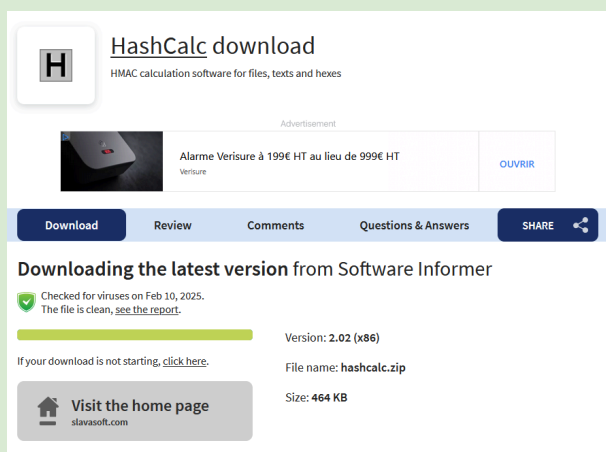 H
HashCalc download
HMAC calculation software for files, texts and hexes
Advertisement
Alarme Verisure à 199€ HT au lieu de 999€ HT
Verisure
OUVRIR
Download
Review
Comments
Questions & Answers
SHARE
Downloading the latest version from Software Informer
Checked for viruses on Feb 10, 2025.
The file is clean, see the report.
If your download is not starting, click here.
Visit the home page
slavasoft.com
Version: 2.02 (x86)
File name: hashcalc.zip
Size: 464 KB